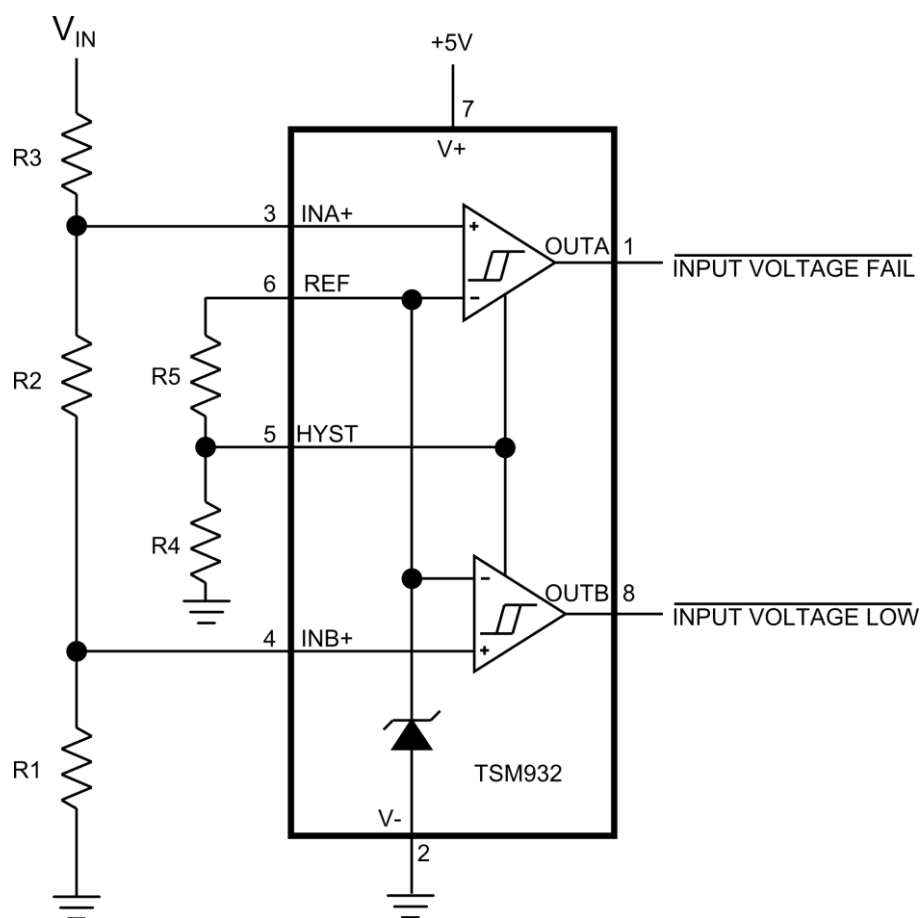 VIN
+5V
7
V+
R3
3 INA+
OUTA 1
INPUT VOLTAGE FAIL
6 REF
R5
R2
5 HYST
R4
OUTB 8
INPUT VOLTAGE LOW
4 INB+
R1
TSM932
V-
2
+
-
-
+